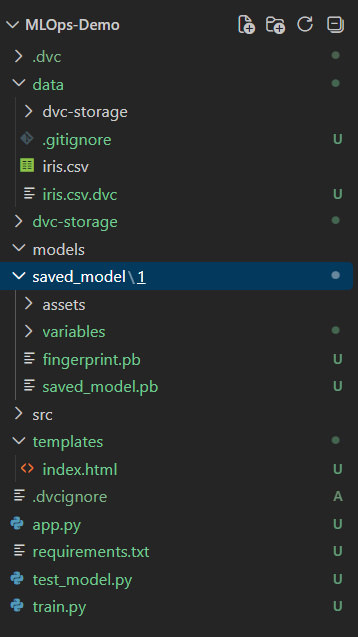 MLOps-Demo
.dvc
data
dvc-storage
.gitignore U
iris.csv
iris.csv.dvc U
dvc-storage
models
saved_model\1
assets
variables
fingerprint.pb U
saved_model.pb U
src
templates
index.html U
.dvcignore A
app.py U
requirements.txt U
test_model.py U
train.py U